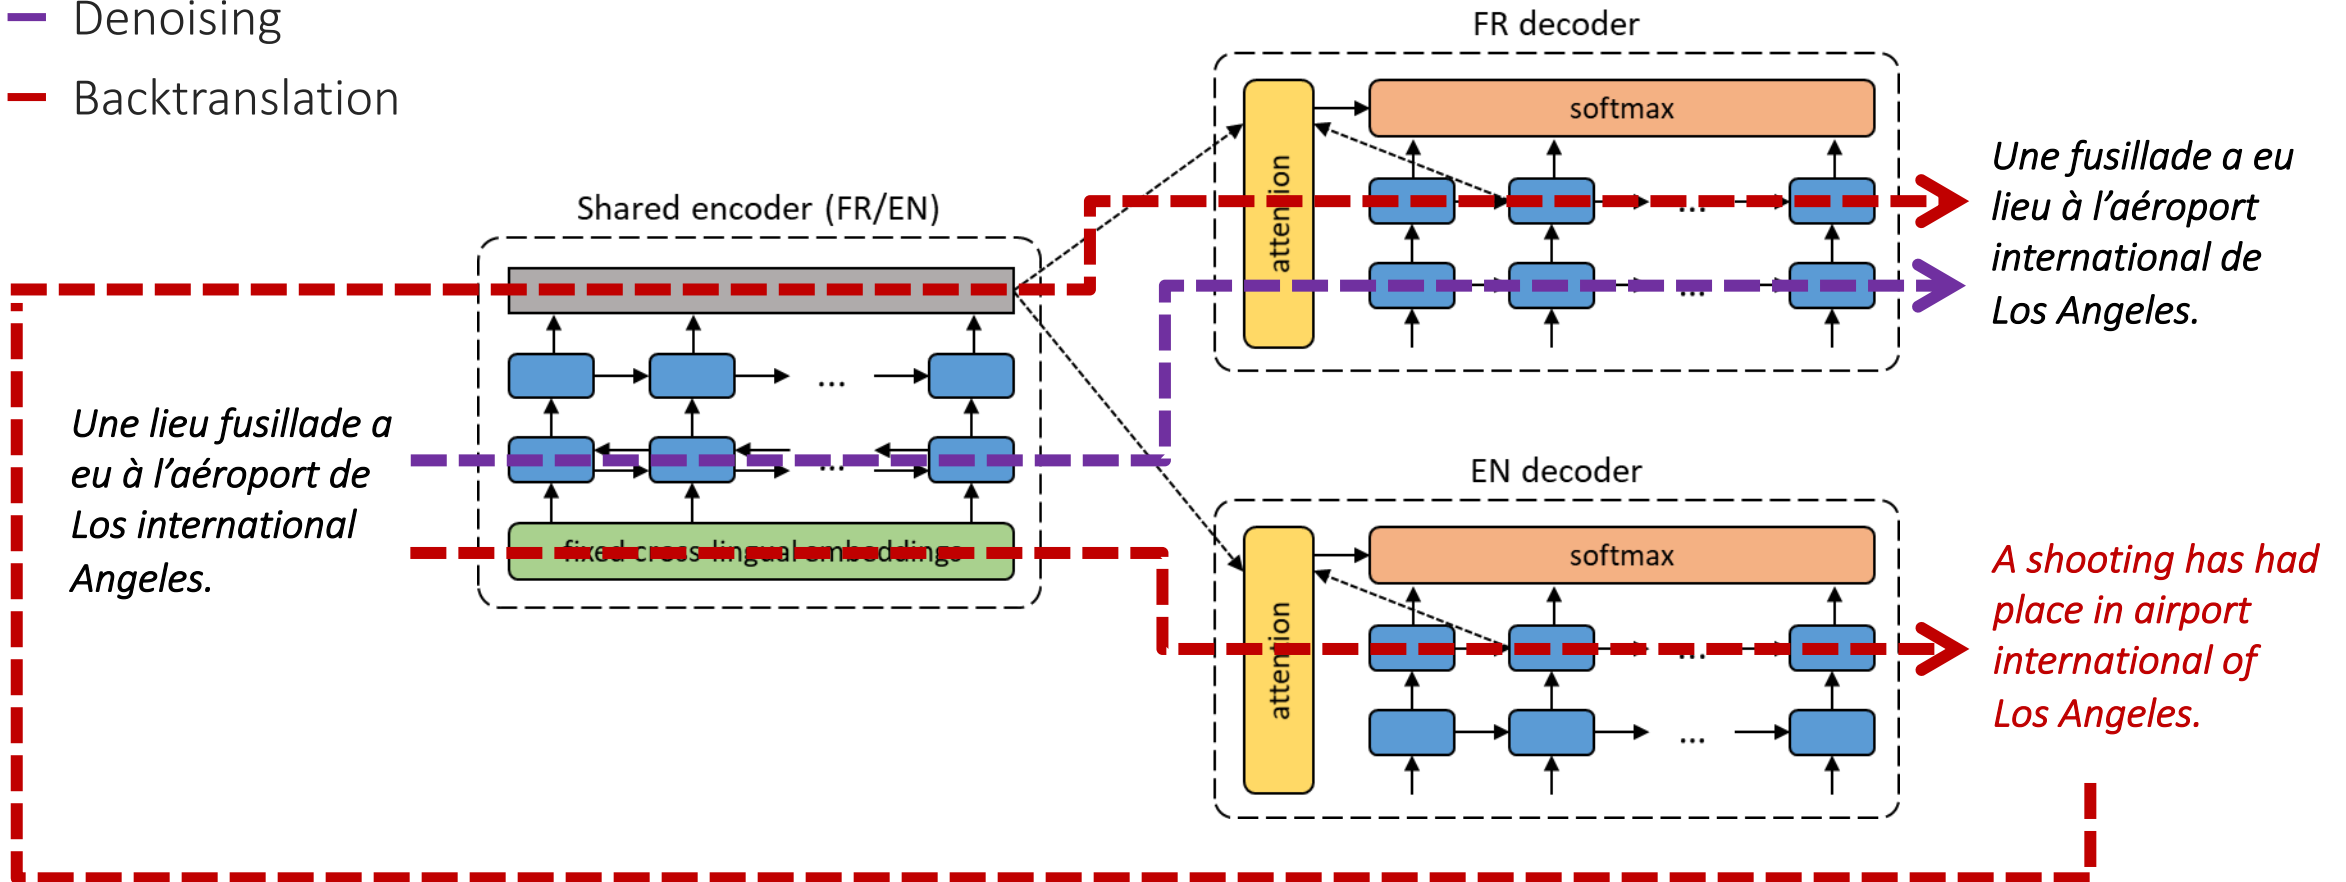 Denoising
Backtranslation
Shared encoder (FR/EN)
Une lieu fusillade a
eu à l’aéroport de
Los international
Angeles.
...
...
fixed cross-lingual embeddings
FR decoder
attention
softmax
...
...
Une fusillade a eu
lieu à l’aéroport
international de
Los Angeles.
EN decoder
attention
softmax
...
...
A shooting has had
place in airport
international of
Los Angeles.